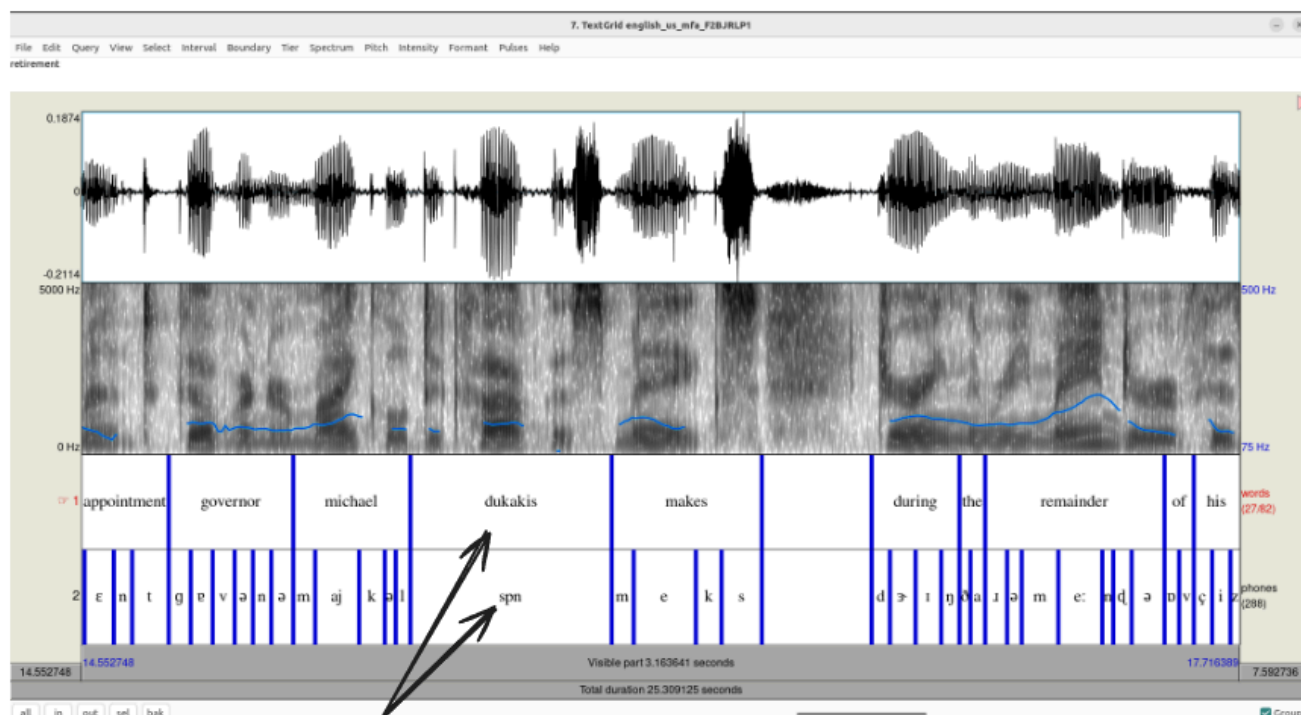 7. TextGrid english_us_mfa_F2BJRLP1
File Edit Query View Select Interval Boundary Tier Spectrum Pitch Intensity Formant Pulses Help
retirement
0.1874
0
-0.2114
5000 Hz 500 Hz
0 Hz 75 Hz
☞ 1 appointment governor michael dukakis makes during the remainder of his words
(27/82)
2 ɛ n t ɡ ɐ v ə n ə m aj k ə l spn m e k s d ɝ ɪ ŋ ð a ɹ ə m eː n ɖ ə ɒ v ç i z phones
(288)
14.552748 14.552748 Visible part 3.163641 seconds 17.716389 7.592736
Total duration 25.309125 seconds
all in out sel bak Group